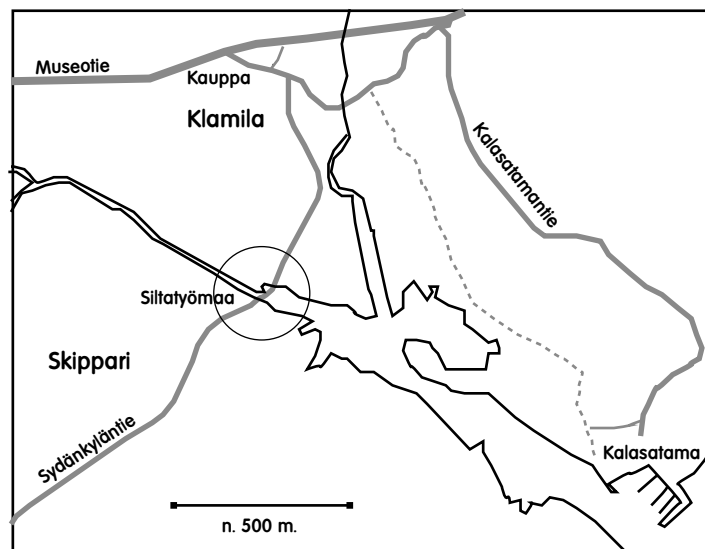 Museotie
Kauppa
Klamila
Kalasatamantie
Siltatyömaa
Skippari
Sydänkyläntie
Kalasatama
n. 500 m.